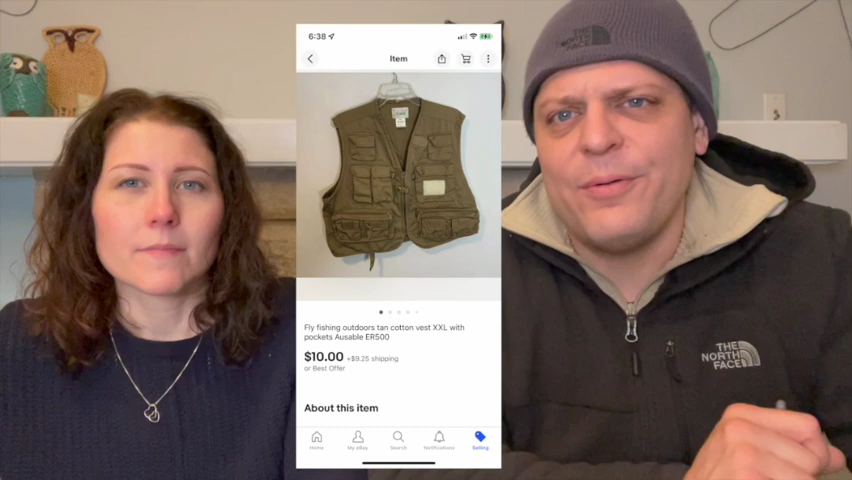 6:38
Item
Fly fishing outdoors tan cotton vest XXL with
pockets Ausable ER500
$10.00 +$9.25 shipping
or Best Offer
About this item
Home
My eBay
Search
Notifications
Selling
THE
NORTH
FACE
THE
NORTH
FACE